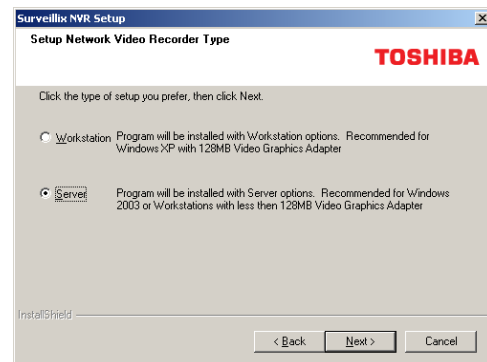 Surveillix NVR Setup
Setup Network Video Recorder Type
TOSHIBA
Click the type of setup you prefer, then click Next.
Workstation Program will be installed with Workstation options. Recommended for
Windows XP with 128MB Video Graphics Adapter
Server Program will be installed with Server options. Recommended for Windows
2003 or Workstations with less then 128MB Video Graphics Adapter
InstallShield
< Back Next > Cancel